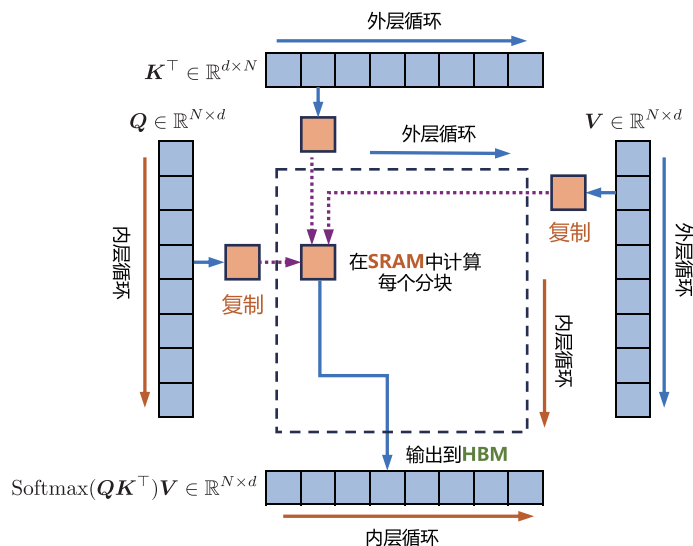 外层循环
K⊤ ∈ ℝ^{d×N}
Q ∈ ℝ^{N×d}
外层循环
V ∈ ℝ^{N×d}
内层循环
复制
在SRAM中计算
每个分块
复制
外层循环
内层循环
输出到HBM
Softmax(QK⊤)V ∈ ℝ^{N×d}
内层循环